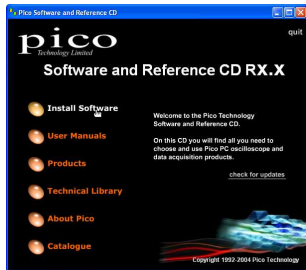 Pico Software and Reference CD
quit
pico
Technology Limited
Software and Reference CD RX.X
Install Software
User Manuals
Products
Technical Library
About Pico
Catalogue
Welcome to the Pico Technology
Software and Reference CD.
On this CD you will find all you need to
choose and use Pico PC oscilloscope and
data acquisition products.
check for updates
Copyright 1992-2004 Pico Technology